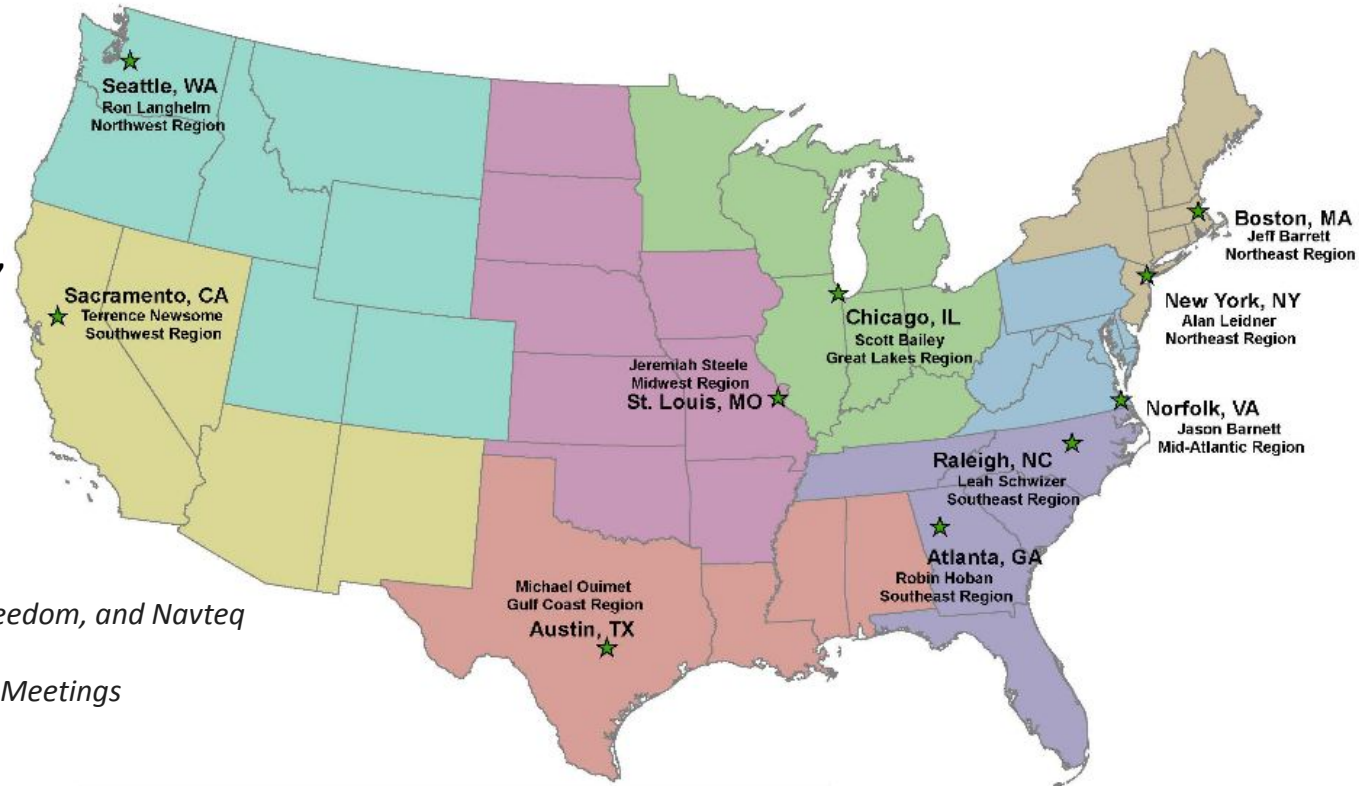 Seattle, WA
Ron Langhelm
Northwest Region
Boston, MA
Jeff Barrett
Northeast Region
,
Sacramento, CA
Terrence Newsome
Southwest Region
New York, NY
Alan Leidner
Northeast Region
Chicago, IL
Scott Bailey
Great Lakes Region
Jeremiah Steele
Midwest Region
St. Louis, MO
Norfolk, VA
Jason Barnett
Mid-Atlantic Region
Raleigh, NC
Leah Schwizer
Southeast Region
Atlanta, GA
Robin Hoban
Southeast Region
Michael Ouimet
Gulf Coast Region
Austin, TX
eedom, and Navteq
Meetings